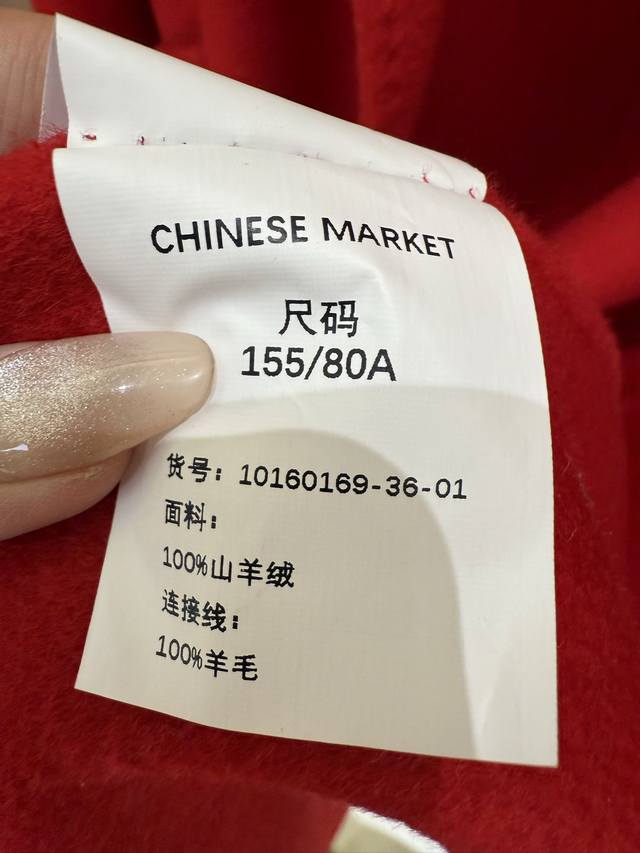 CHINESE MARKET
尺码
155/80A
货号：10160169-36-01
面料：
100%山羊绒
连接线：
100%羊毛